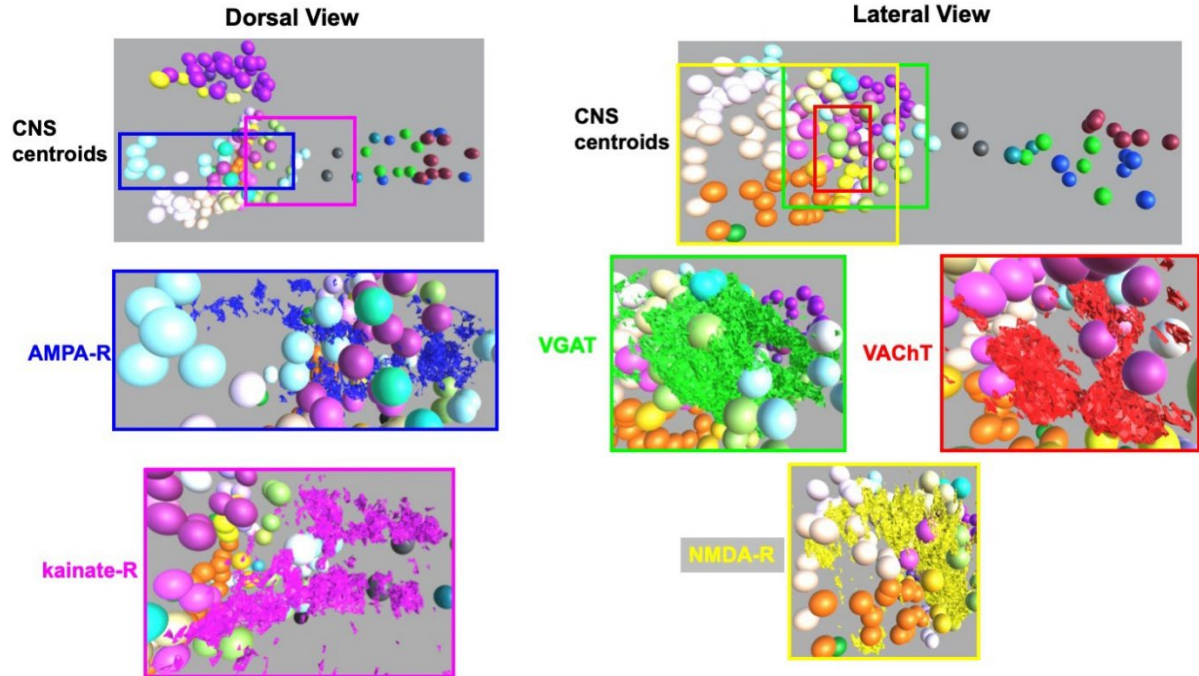 Dorsal View
Lateral View
CNS
centroids
CNS
centroids
AMPA-R
VGAT
VAChT
kainate-R
NMDA-R